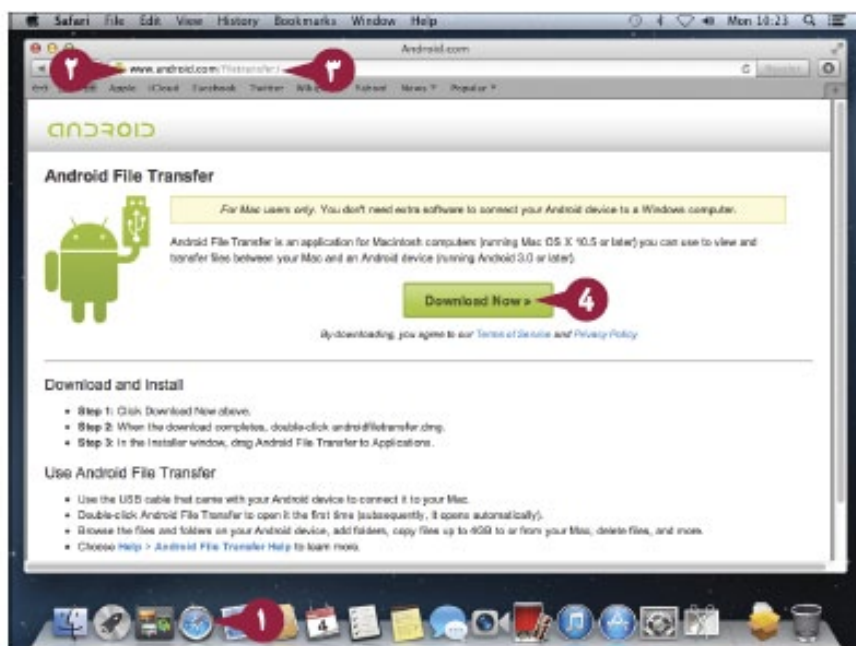 Safari File Edit View History Bookmarks Window Help Mon 10:23
Android.com
۲ www.android.com/filetransfer/ ۳ Reader
Apple iCloud Facebook Twitter Yahoo! News Popular
ANDROID
Android File Transfer
For Mac users only. You don't need extra software to connect your Android device to a Windows computer.
Android File Transfer is an application for Macintosh computers (running Mac OS X 10.5 or later) you can use to view and
transfer files between your Mac and an Android device (running Android 3.0 or later).
Download Now » ۴
By downloading, you agree to our Terms of Service and Privacy Policy
Download and Install
• Step 1: Click Download Now above.
• Step 2: When the download completes, double-click androidfiletransfer.dmg.
• Step 3: In the Installer window, drag Android File Transfer to Applications.
Use Android File Transfer
• Use the USB cable that came with your Android device to connect it to your Mac.
• Double-click Android File Transfer to open it the first time (subsequently, it opens automatically).
• Browse the files and folders on your Android device, add folders, copy files up to 4GB to or from your Mac, delete files, and more.
• Choose Help > Android File Transfer Help to learn more.
۱ 4